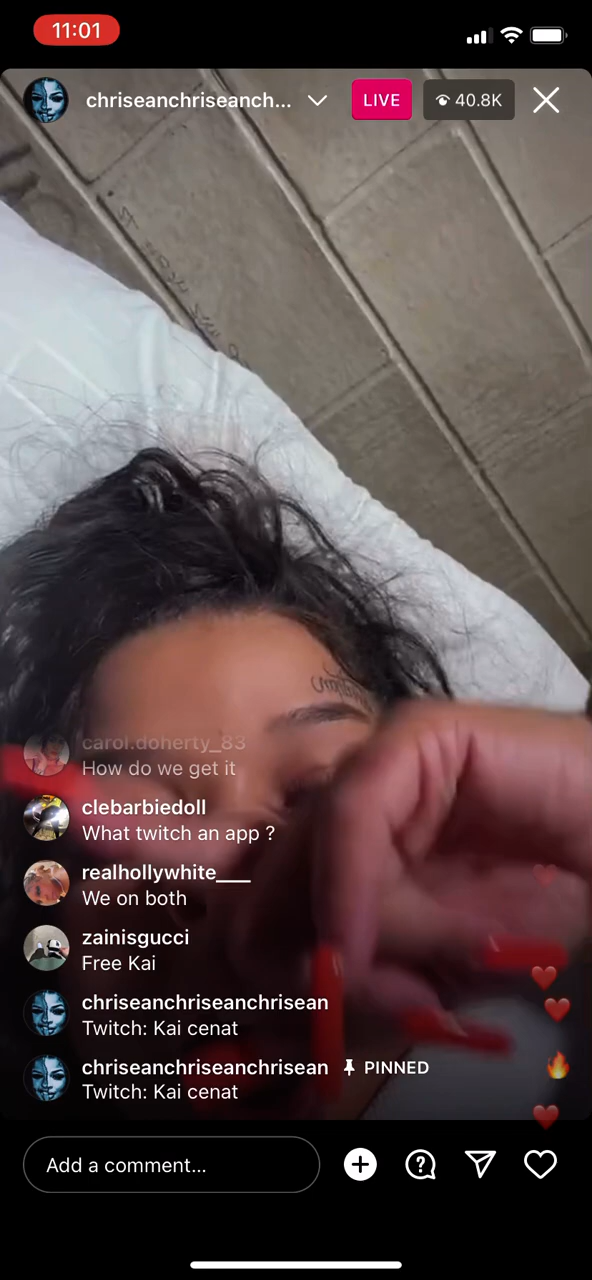 11:01
chriseanchriseanch...
LIVE
40.8K
carol.doherty_83
How do we get it
clebarbiedoll
What twitch an app ?
realhollywhite____
We on both
zainisgucci
Free Kai
chriseanchriseanchrisean
Twitch: Kai cenat
chriseanchriseanchrisean PINNED
Twitch: Kai cenat
Add a comment...